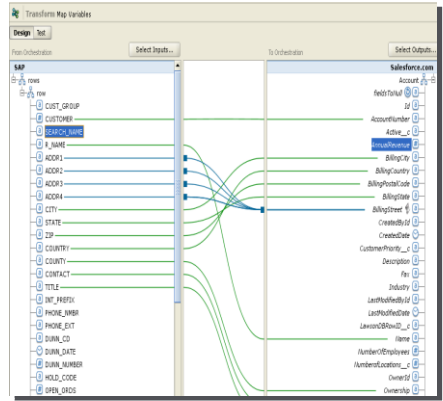 Transform Map Variables
Design Test
From Orchestration
Select Inputs...
To Orchestration
Select Outputs...
SAP
rows
row
CUST_GROUP
CUSTOMER
SEARCH_NAME
R_NAME
ADDR1
ADDR2
ADDR3
ADDR4
CITY
STATE
ZIP
COUNTRY
COUNTY
CONTACT
TITLE
INT_PREFIX
PHONE_NMBR
PHONE_EXT
DUNN_CD
DUNN_DATE
DUNN_NUMBER
HOLD_CODE
OPEN_ORDS
Salesforce.com
Account
fieldsToNull
Id
AccountNumber
Active__c
AnnualRevenue
BillingCity
BillingCountry
BillingPostalCode
BillingState
BillingStreet
CreatedById
CreatedDate
CustomerPriority__c
Description
Fax
Industry
LastModifiedById
LastModifiedDate
LawsonDBRowID__c
Name
NumberOfEmployees
NumberofLocations__c
OwnerId
Ownership